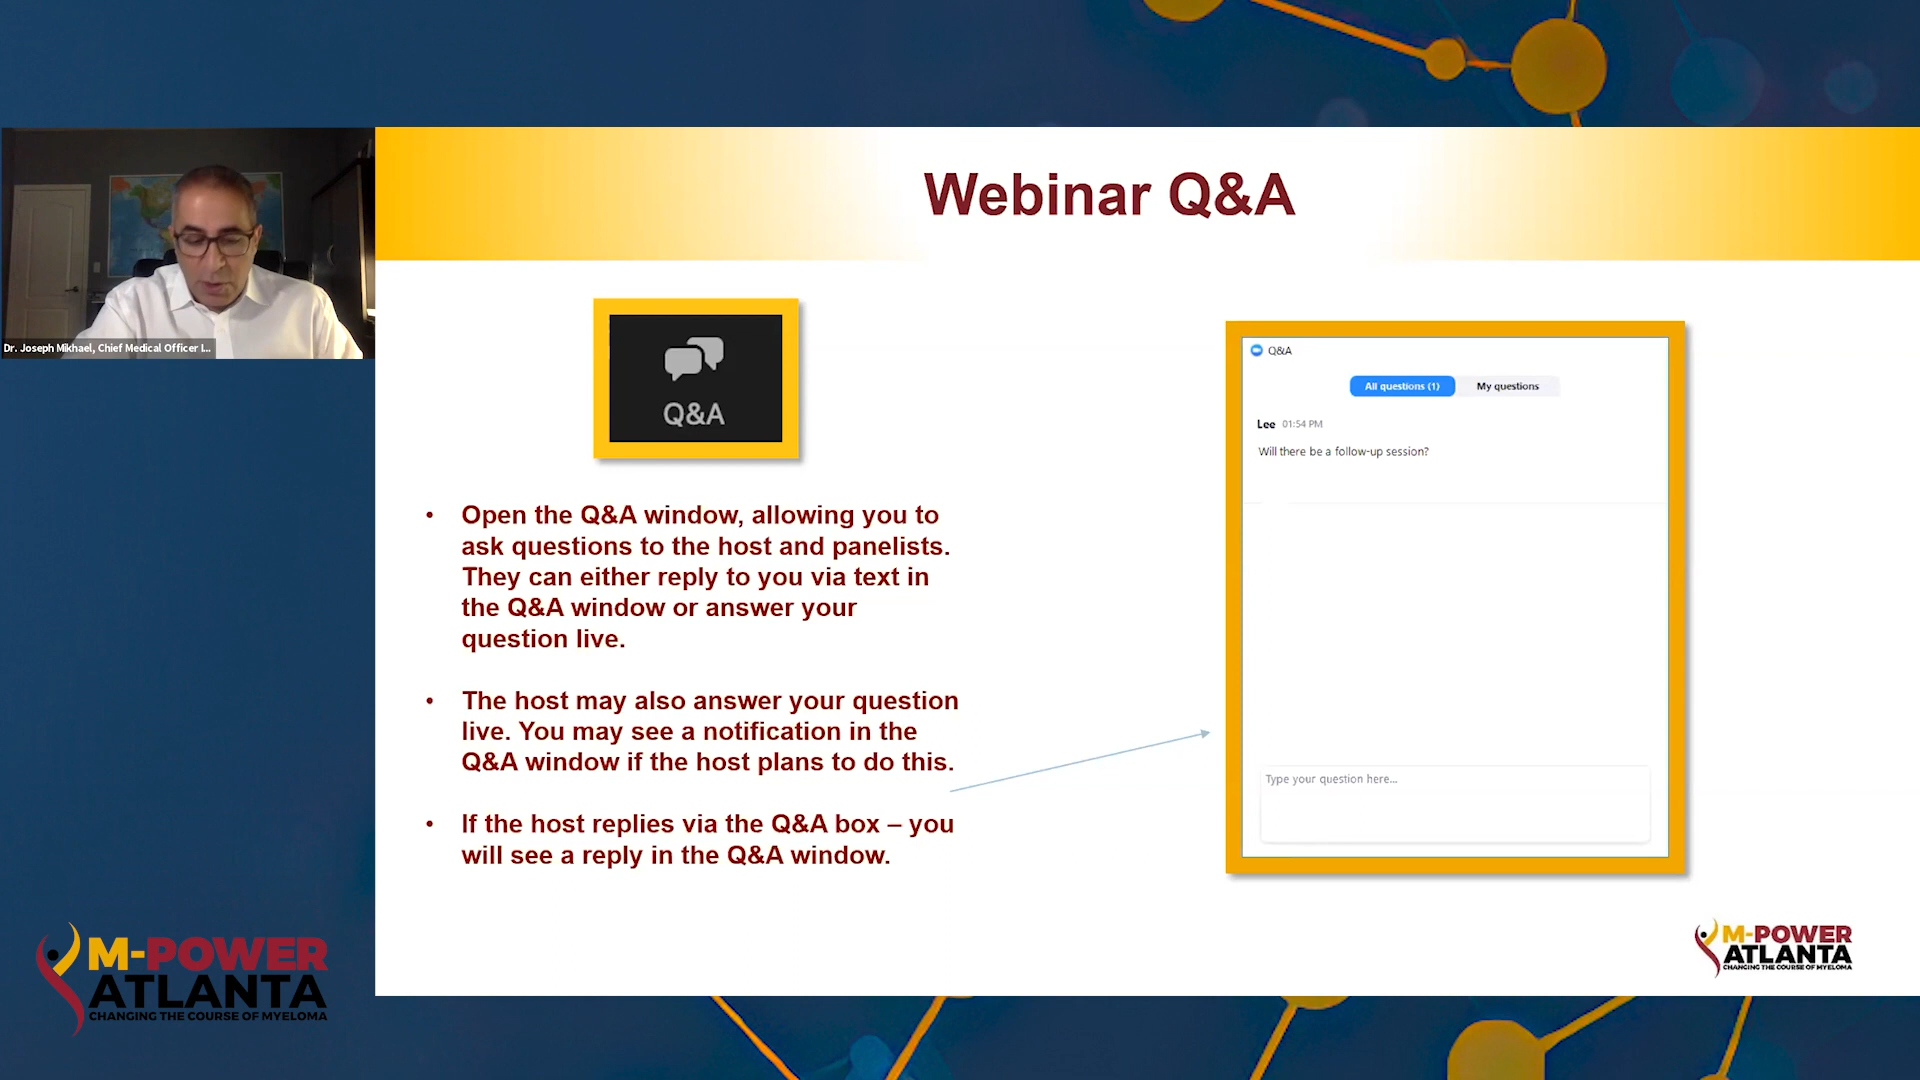 Webinar Q&A
Dr. Joseph Mikhael, Chief Medical Officer I...
Q&A
• Open the Q&A window, allowing you to
ask questions to the host and panelists.
They can either reply to you via text in
the Q&A window or answer your
question live.
• The host may also answer your question
live. You may see a notification in the
Q&A window if the host plans to do this.
• If the host replies via the Q&A box – you
will see a reply in the Q&A window.
Q&A
All questions (1) My questions
Lee 01:54 PM
Will there be a follow-up session?
Type your question here...
M-POWER
ATLANTA
CHANGING THE COURSE OF MYELOMA
M-POWER
ATLANTA
CHANGING THE COURSE OF MYELOMA